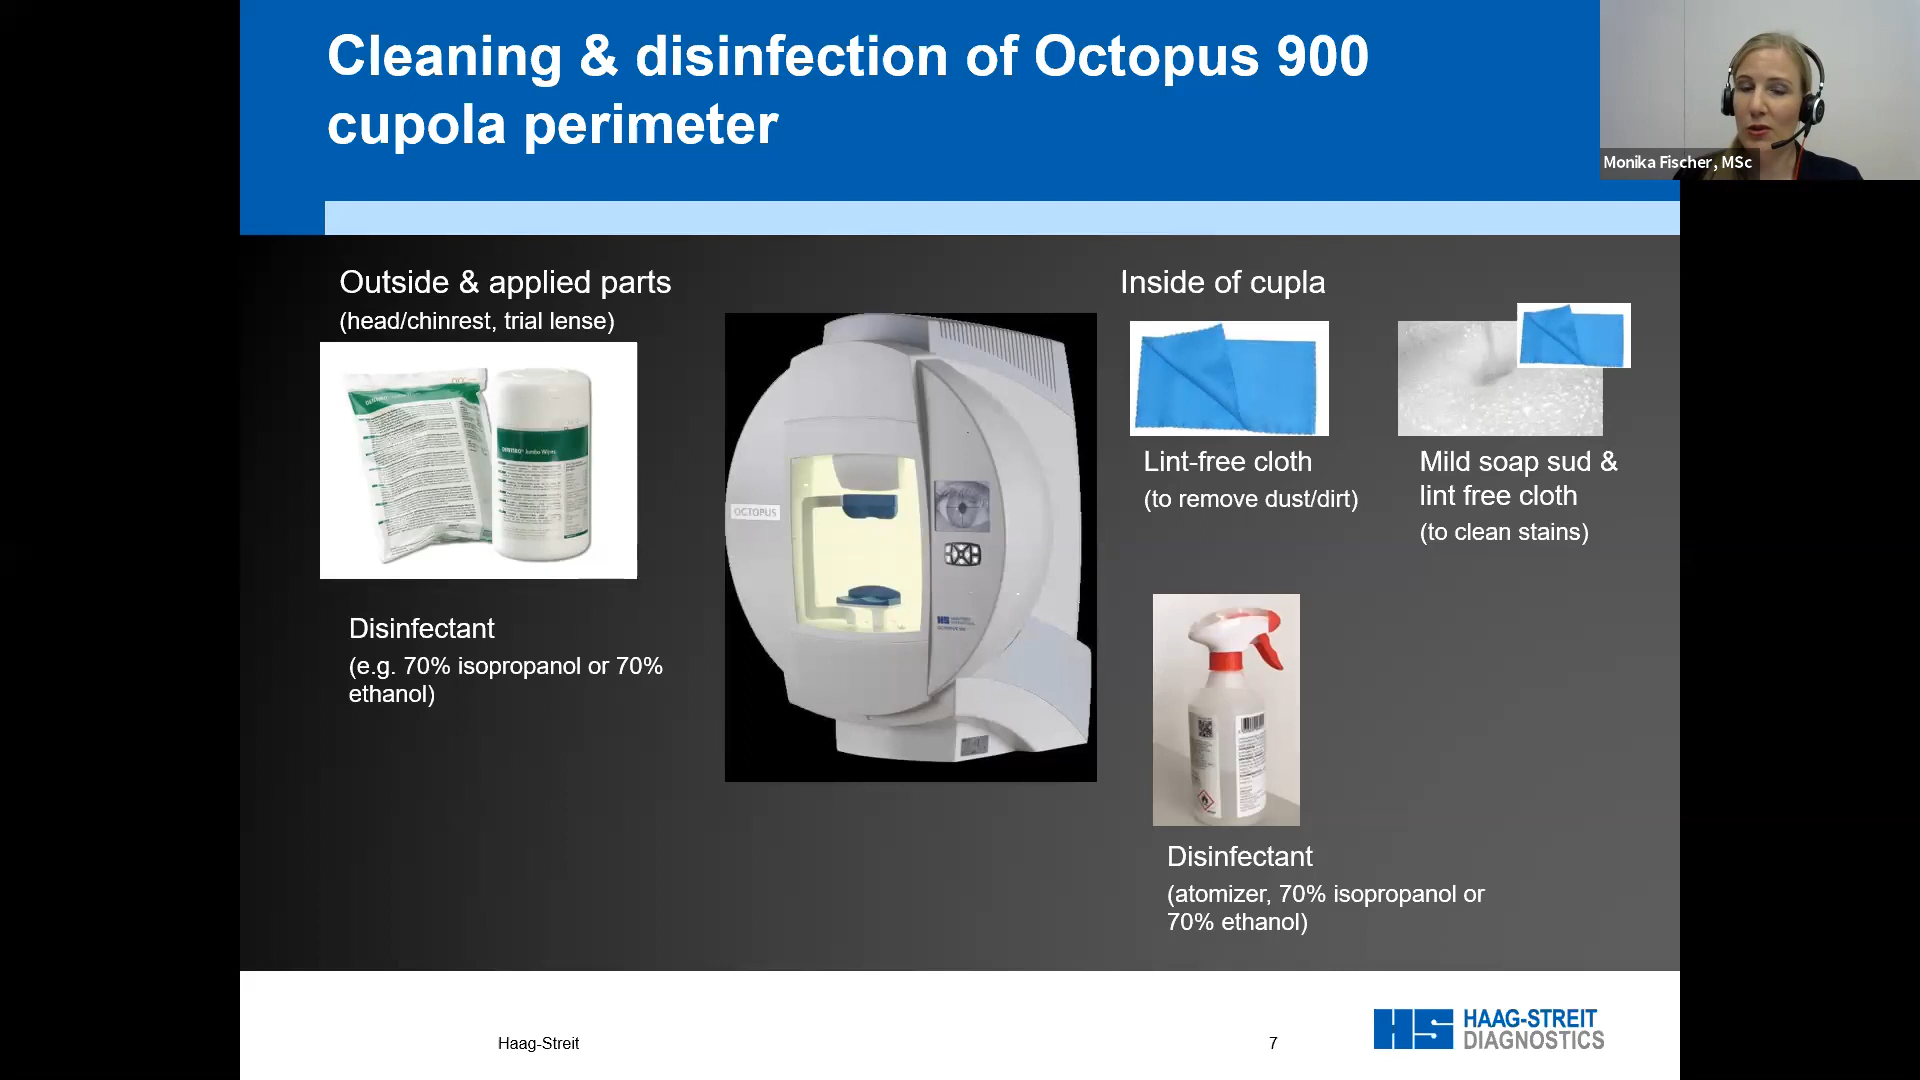 Cleaning & disinfection of Octopus 900
cupola perimeter
Monika Fischer, MSc
Outside & applied parts
(head/chinrest, trial lense)
Disinfectant
(e.g. 70% isopropanol or 70%
ethanol)
OCTOPUS
Inside of cupla
Lint-free cloth
(to remove dust/dirt)
Mild soap sud &
lint free cloth
(to clean stains)
Disinfectant
(atomizer, 70% isopropanol or
70% ethanol)
Haag-Streit
7
HS HAAG-STREIT
DIAGNOSTICS